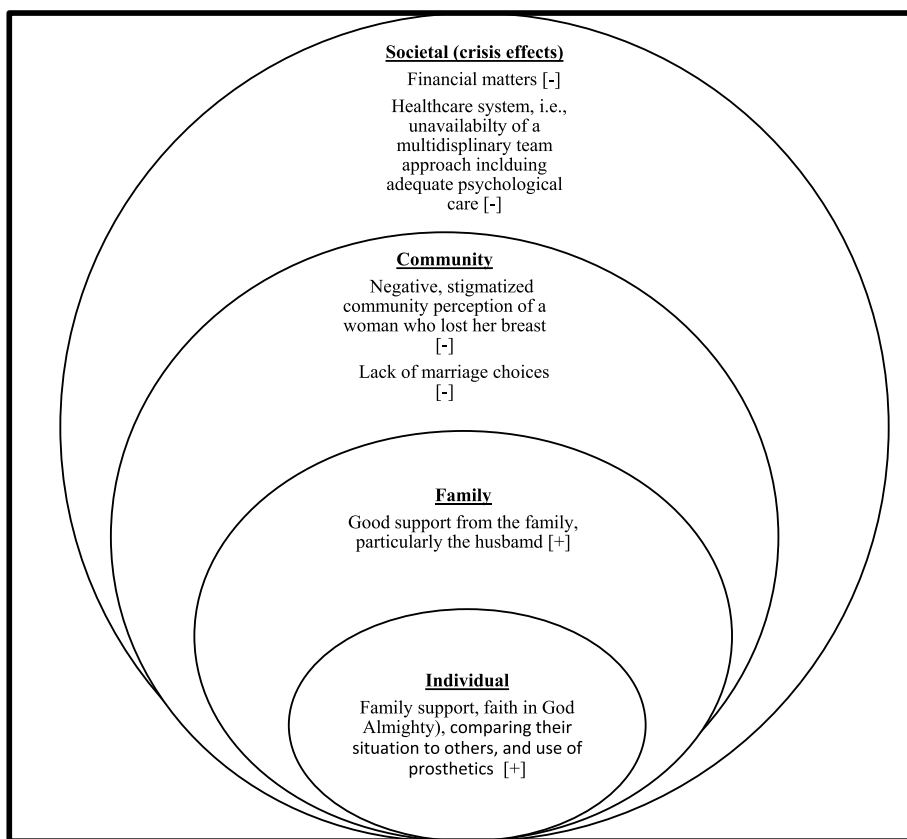 Societal (crisis effects)
Financial matters [-]
Healthcare system, i.e.,
unavailabilty of a
multidisplinary team
approach inclduing
adequate psychological
care [-]
Community
Negative, stigmatized
community perception of a
woman who lost her breast
[-]
Lack of marriage choices
[-]
Family
Good support from the family,
particularly the husbamd [+]
Individual
Family support, faith in God
Almighty), comparing their
situation to others, and use of
prosthetics [+]